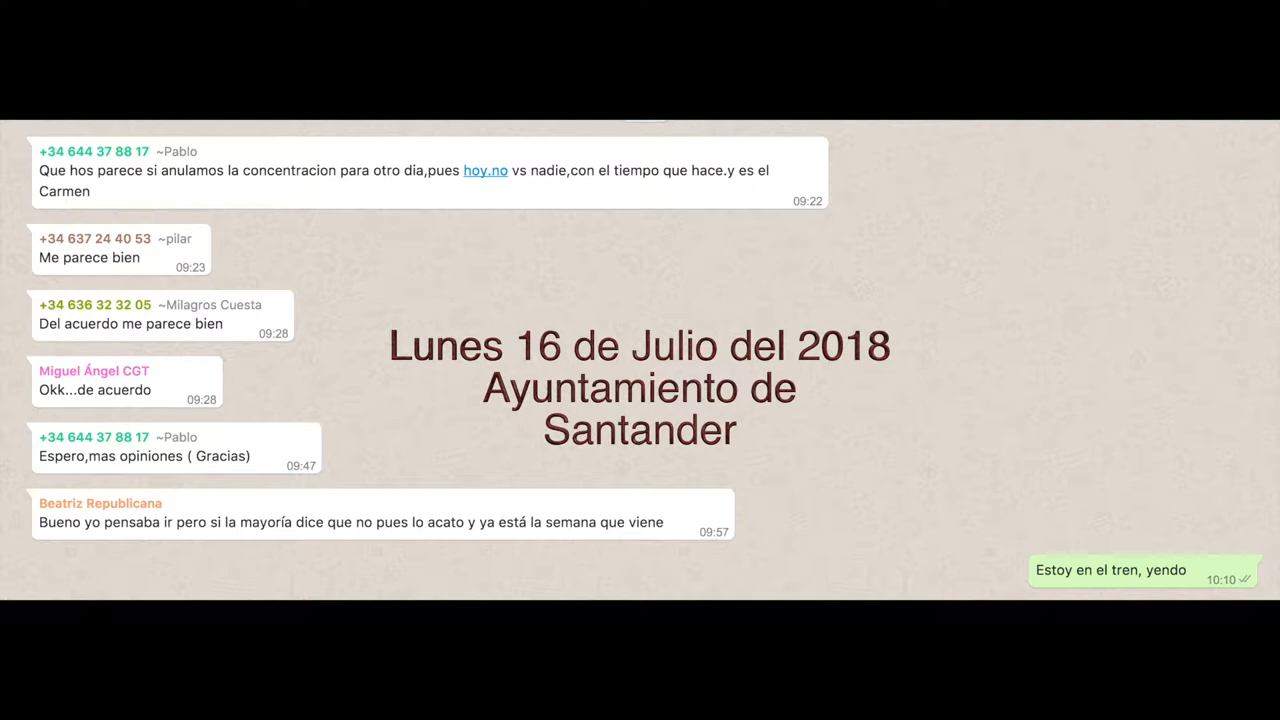 +34 644 37 88 17 ~Pablo
Que hos parece si anulamos la concentracion para otro dia,pues hoy.no vs nadie,con el tiempo que hace.y es el
Carmen
09:22
+34 637 24 40 53 ~pilar
Me parece bien
09:23
+34 636 32 32 05 ~Milagros Cuesta
Del acuerdo me parece bien
09:28
Miguel Ángel CGT
Okk...de acuerdo
09:28
+34 644 37 88 17 ~Pablo
Espero,mas opiniones ( Gracias)
09:47
Beatriz Republicana
Bueno yo pensaba ir pero si la mayoría dice que no pues lo acato y ya está la semana que viene
09:57
Estoy en el tren, yendo
10:10
Lunes 16 de Julio del 2018
Ayuntamiento de
Santander